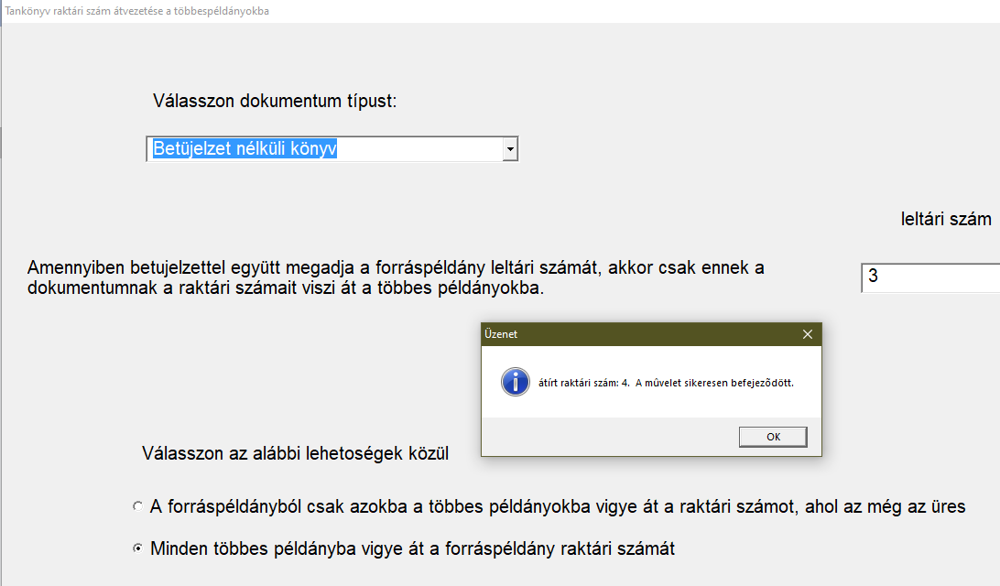 Tankönyv raktári szám átvezetése a többespéldányokba
Válasszon dokumentum típust:
Betüjelzet nélküli könyv
leltári szám
Amennyiben betujelzettel együtt megadja a forráspéldány leltári számát, akkor csak ennek a
dokumentumnak a raktári számait viszi át a többes példányokba.
3
Üzenet
átírt raktári szám: 4.  A mûvelet sikeresen befejezõdött.
OK
Válasszon az alábbi lehetoségek közül
A forráspéldányból csak azokba a többes példányokba vigye át a raktári számot, ahol az még az üres
Minden többes példányba vigye át a forráspéldány raktári számát